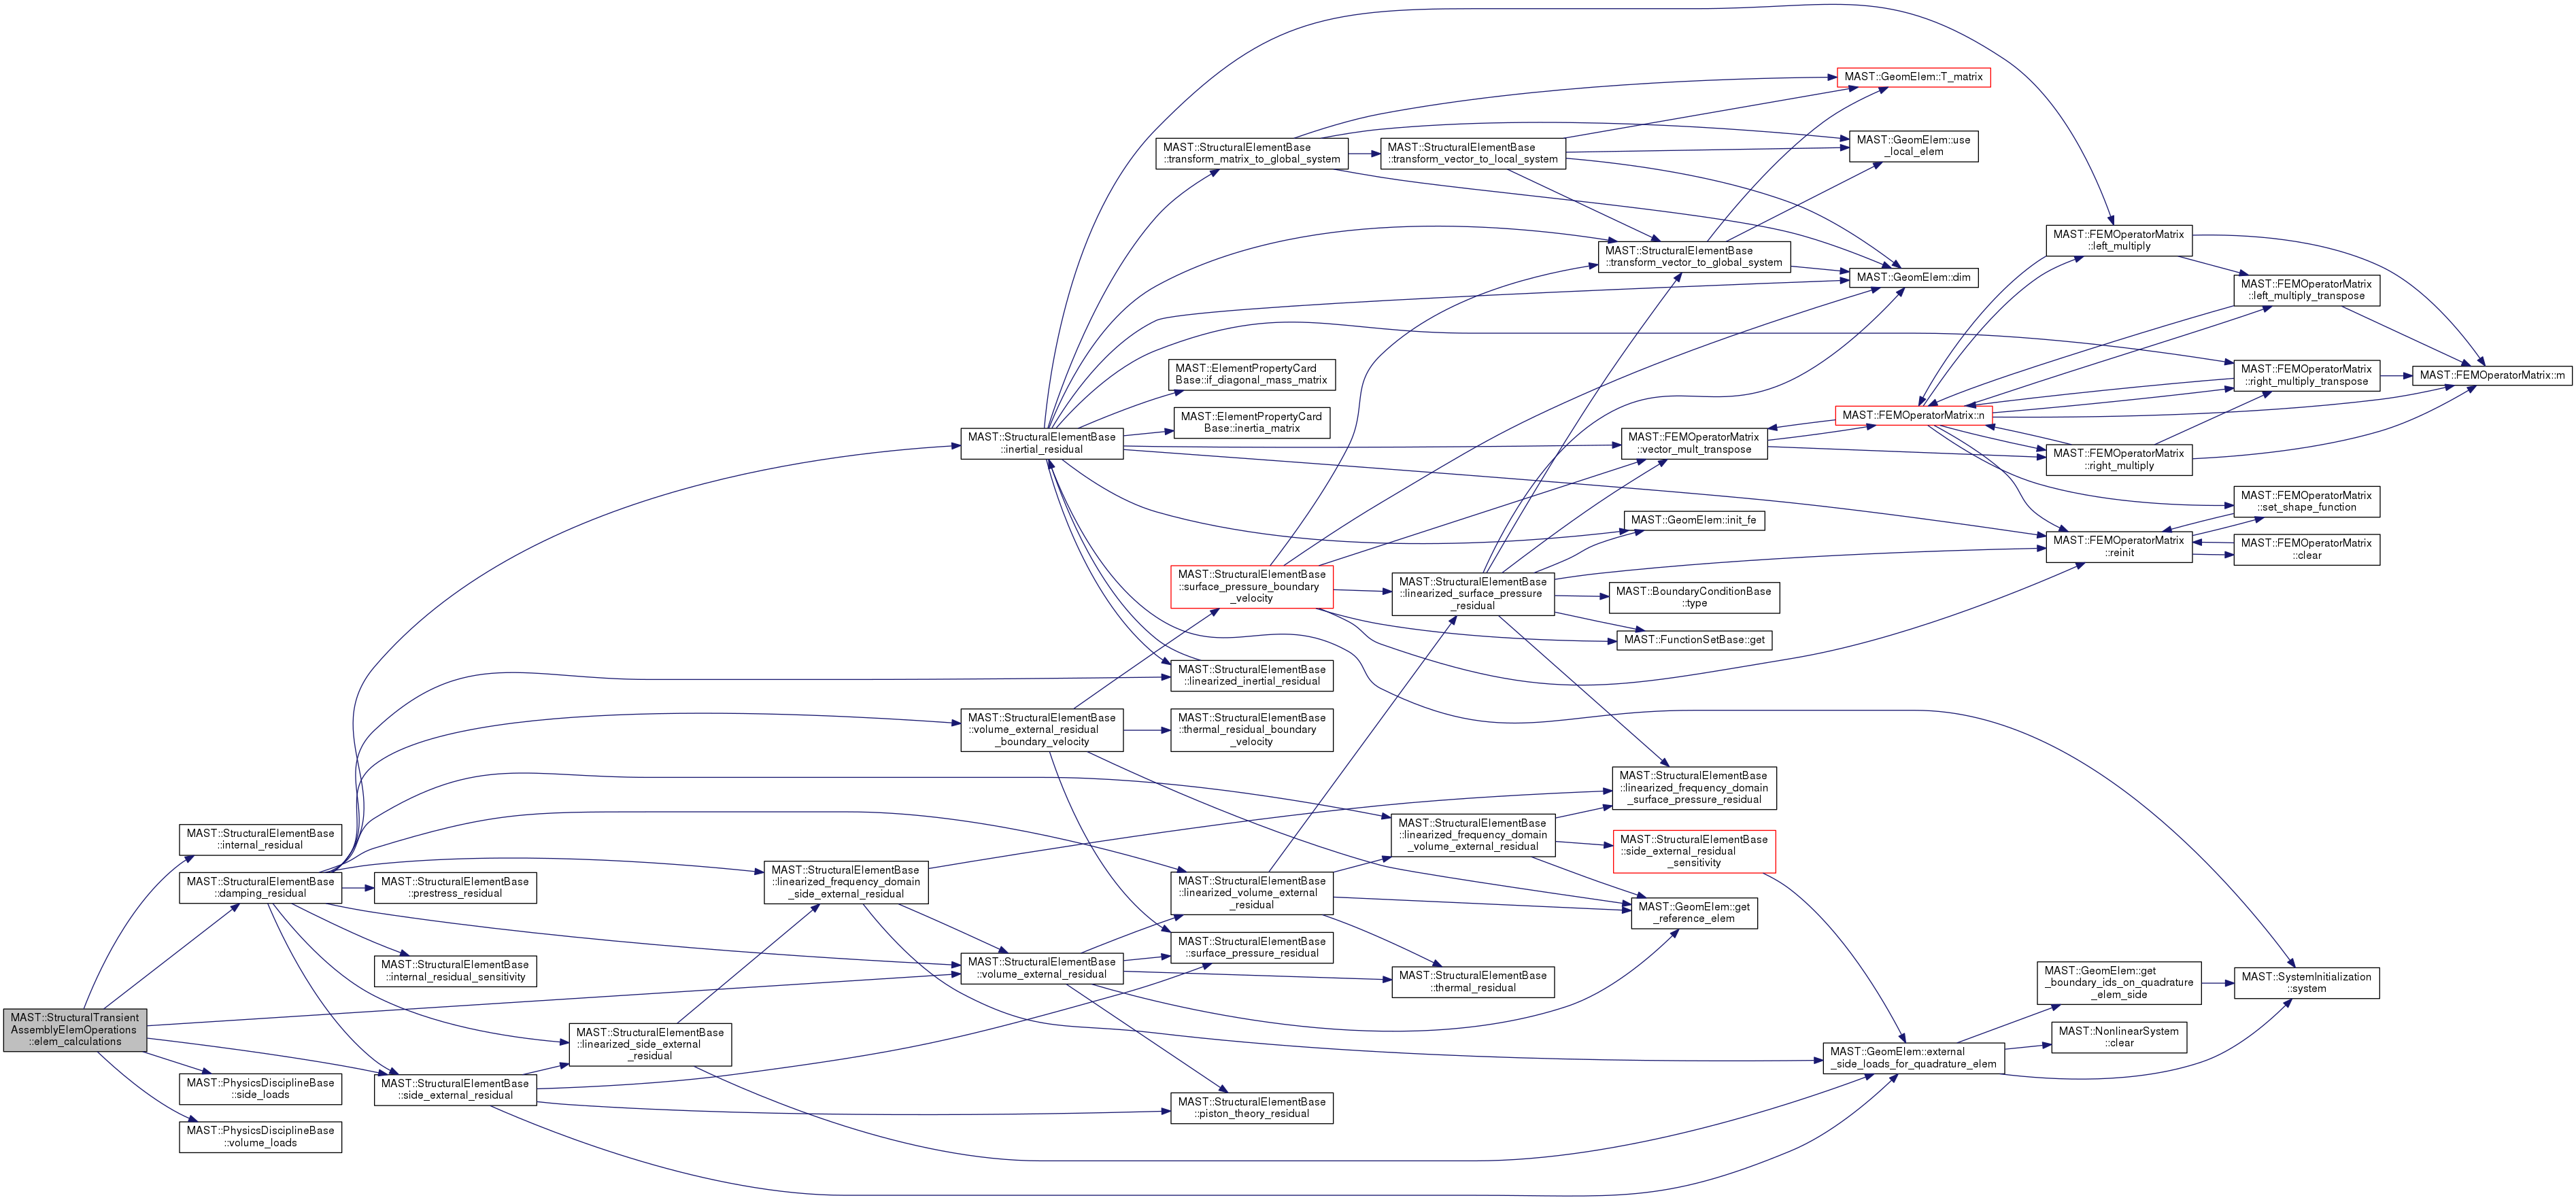 MAST::StructuralTransient
AssemblyElemOperations
::elem_calculations
MAST::StructuralElementBase
::internal_residual
MAST::StructuralElementBase
::damping_residual
MAST::PhysicsDisciplineBase
::side_loads
MAST::PhysicsDisciplineBase
::volume_loads
MAST::StructuralElementBase
::prestress_residual
MAST::StructuralElementBase
::internal_residual_sensitivity
MAST::StructuralElementBase
::side_external_residual
MAST::StructuralElementBase
::linearized_side_external
_residual
MAST::StructuralElementBase
::linearized_frequency_domain
_side_external_residual
MAST::StructuralElementBase
::inertial_residual
MAST::StructuralElementBase
::volume_external_residual
_boundary_velocity
MAST::StructuralElementBase
::volume_external_residual
MAST::StructuralElementBase
::transform_matrix_to_global_system
MAST::ElementPropertyCard
Base::if_diagonal_mass_matrix
MAST::ElementPropertyCard
Base::inertia_matrix
MAST::StructuralElementBase
::surface_pressure_boundary
_velocity
MAST::StructuralElementBase
::linearized_inertial_residual
MAST::StructuralElementBase
::thermal_residual_boundary
_velocity
MAST::StructuralElementBase
::linearized_volume_external
_residual
MAST::StructuralElementBase
::surface_pressure_residual
MAST::StructuralElementBase
::piston_theory_residual
MAST::StructuralElementBase
::transform_vector_to_local_system
MAST::StructuralElementBase
::linearized_surface_pressure
_residual
MAST::StructuralElementBase
::linearized_frequency_domain
_volume_external_residual
MAST::StructuralElementBase
::thermal_residual
MAST::StructuralElementBase
::transform_vector_to_global_system
MAST::FEMOperatorMatrix
::vector_mult_transpose
MAST::GeomElem::init_fe
MAST::BoundaryConditionBase
::type
MAST::FunctionSetBase::get
MAST::StructuralElementBase
::linearized_frequency_domain
_surface_pressure_residual
MAST::StructuralElementBase
::side_external_residual
_sensitivity
MAST::GeomElem::get
_reference_elem
MAST::GeomElem::T_matrix
MAST::GeomElem::use
_local_elem
MAST::GeomElem::dim
MAST::FEMOperatorMatrix::n
MAST::GeomElem::external
_side_loads_for_quadrature_elem
MAST::FEMOperatorMatrix
::left_multiply
MAST::FEMOperatorMatrix
::right_multiply
MAST::FEMOperatorMatrix
::reinit
MAST::GeomElem::get
_boundary_ids_on_quadrature
_elem_side
MAST::NonlinearSystem
::clear
MAST::FEMOperatorMatrix
::left_multiply_transpose
MAST::FEMOperatorMatrix
::right_multiply_transpose
MAST::FEMOperatorMatrix
::set_shape_function
MAST::FEMOperatorMatrix
::clear
MAST::SystemInitialization
::system
MAST::FEMOperatorMatrix::m